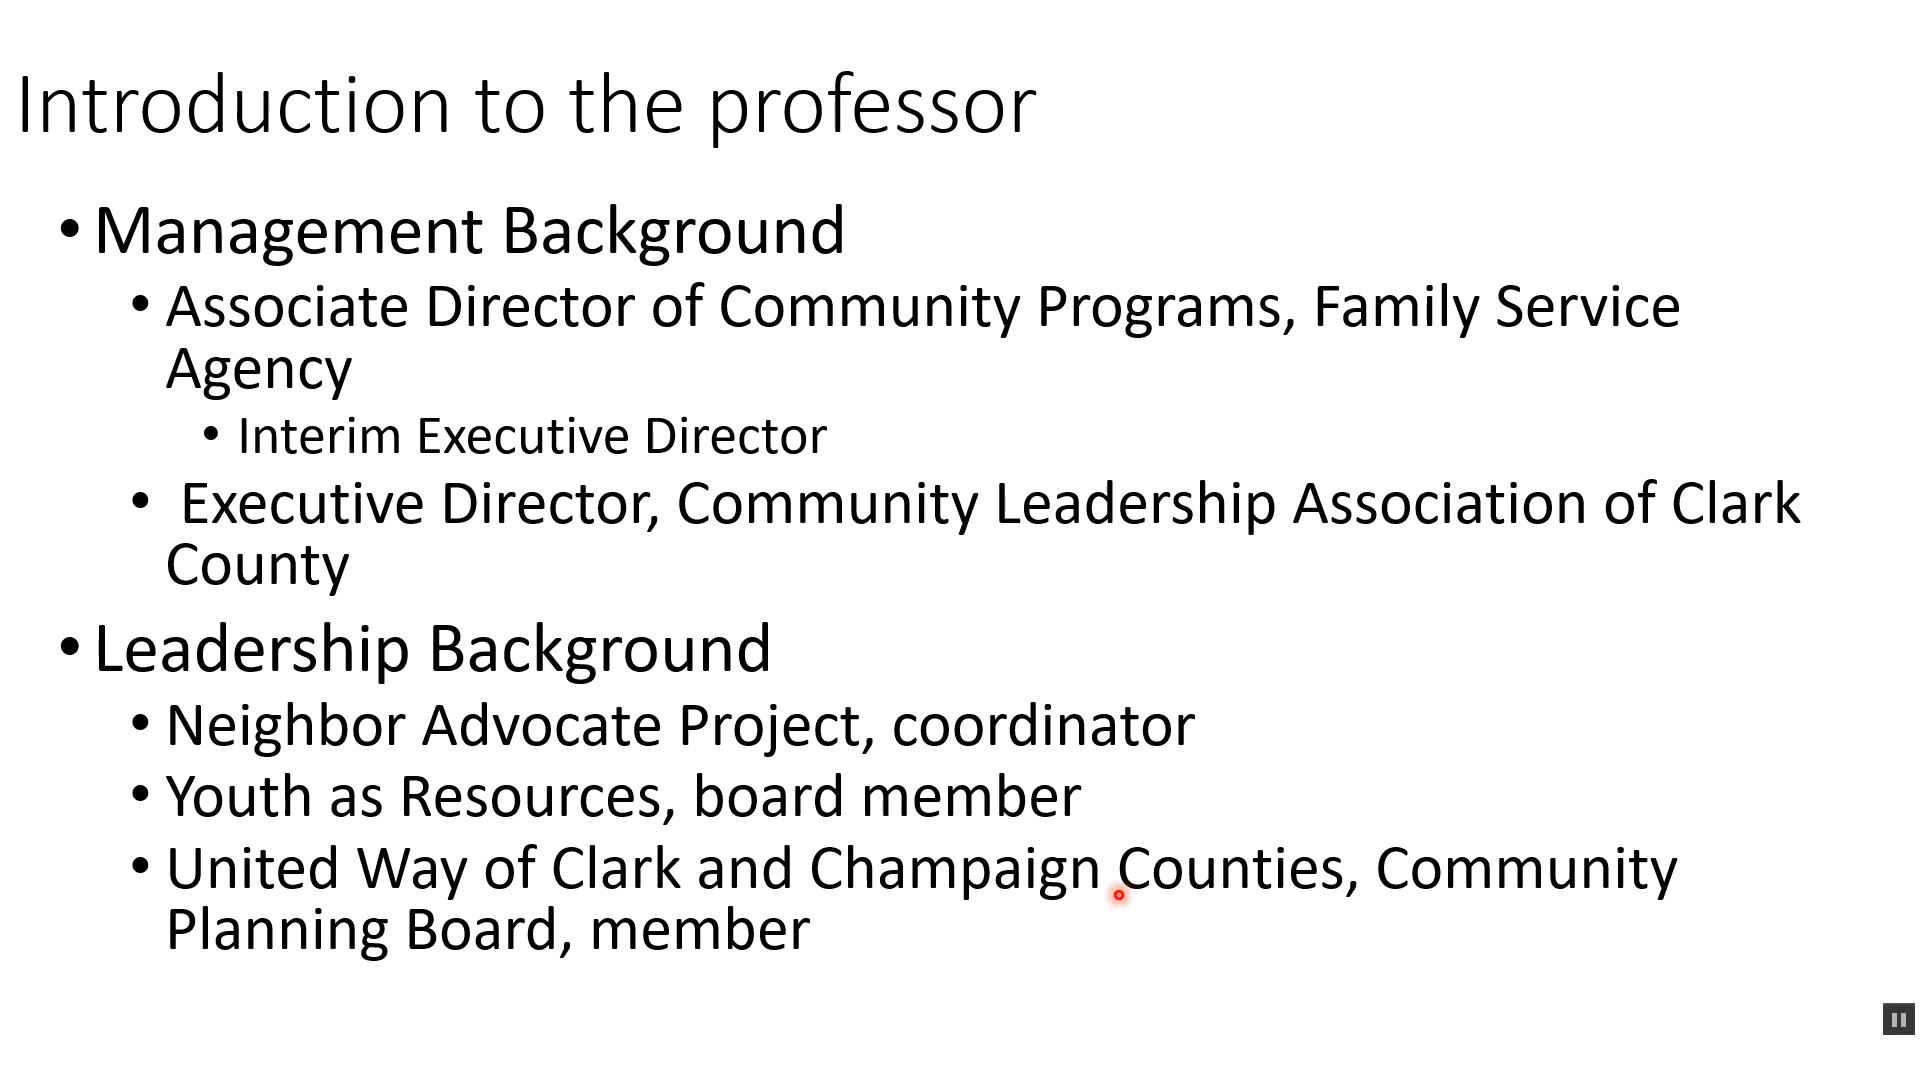 Introduction to the professor
• Management Background
• Associate Director of Community Programs, Family Service
Agency
• Interim Executive Director
• Executive Director, Community Leadership Association of Clark
County
• Leadership Background
• Neighbor Advocate Project, coordinator
• Youth as Resources, board member
• United Way of Clark and Champaign Counties, Community
Planning Board, member